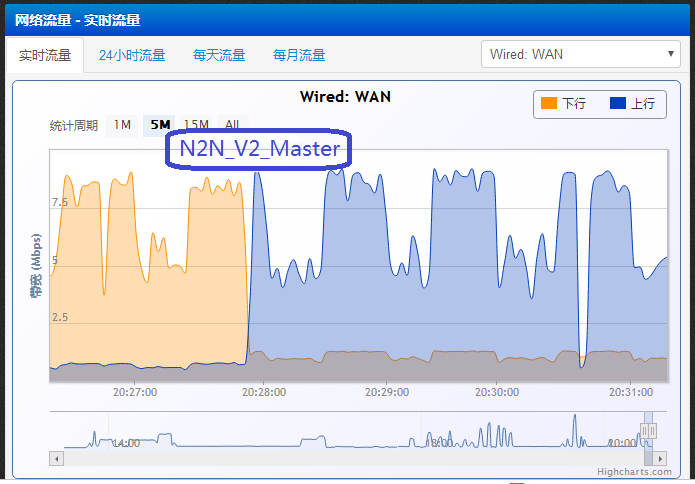 网络流量 - 实时流量
实时流量 24小时流量 每天流量 每月流量 Wired: WAN
Wired: WAN
下行 上行
统计周期 1M 5M 15M All
N2N_V2_Master
7.5
5
2.5
(Mbps)
20:27:00 20:28:00 20:29:00 20:30:00 20:31:00
14:00 18:00 20:00
Highcharts.com